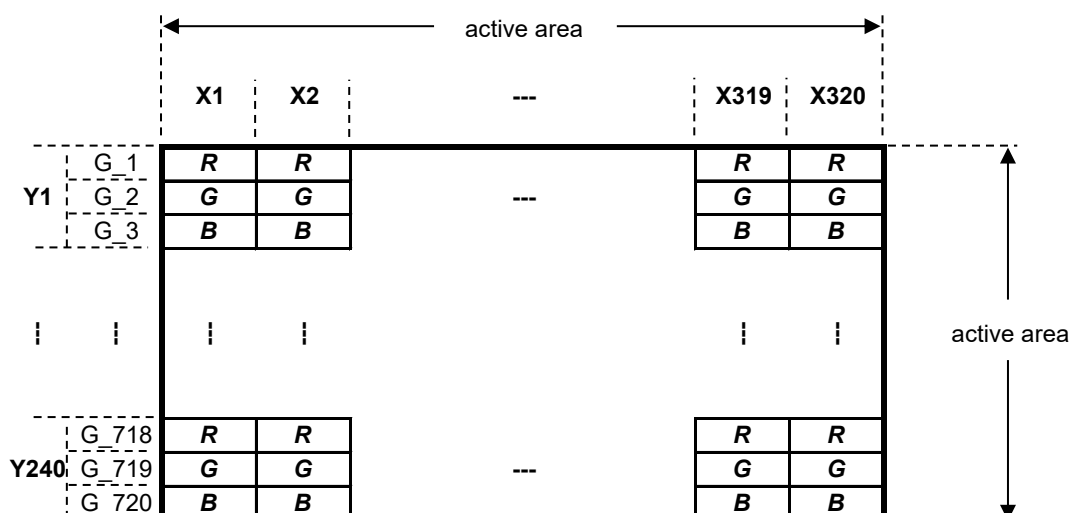 active area
X1 X2 --- X319 X320
G_1 R R R R
Y1 G_2 G G --- G G
G_3 B B B B
active area
G_718 R R R R
Y240 G_719 G G --- G G
G_720 B B B B